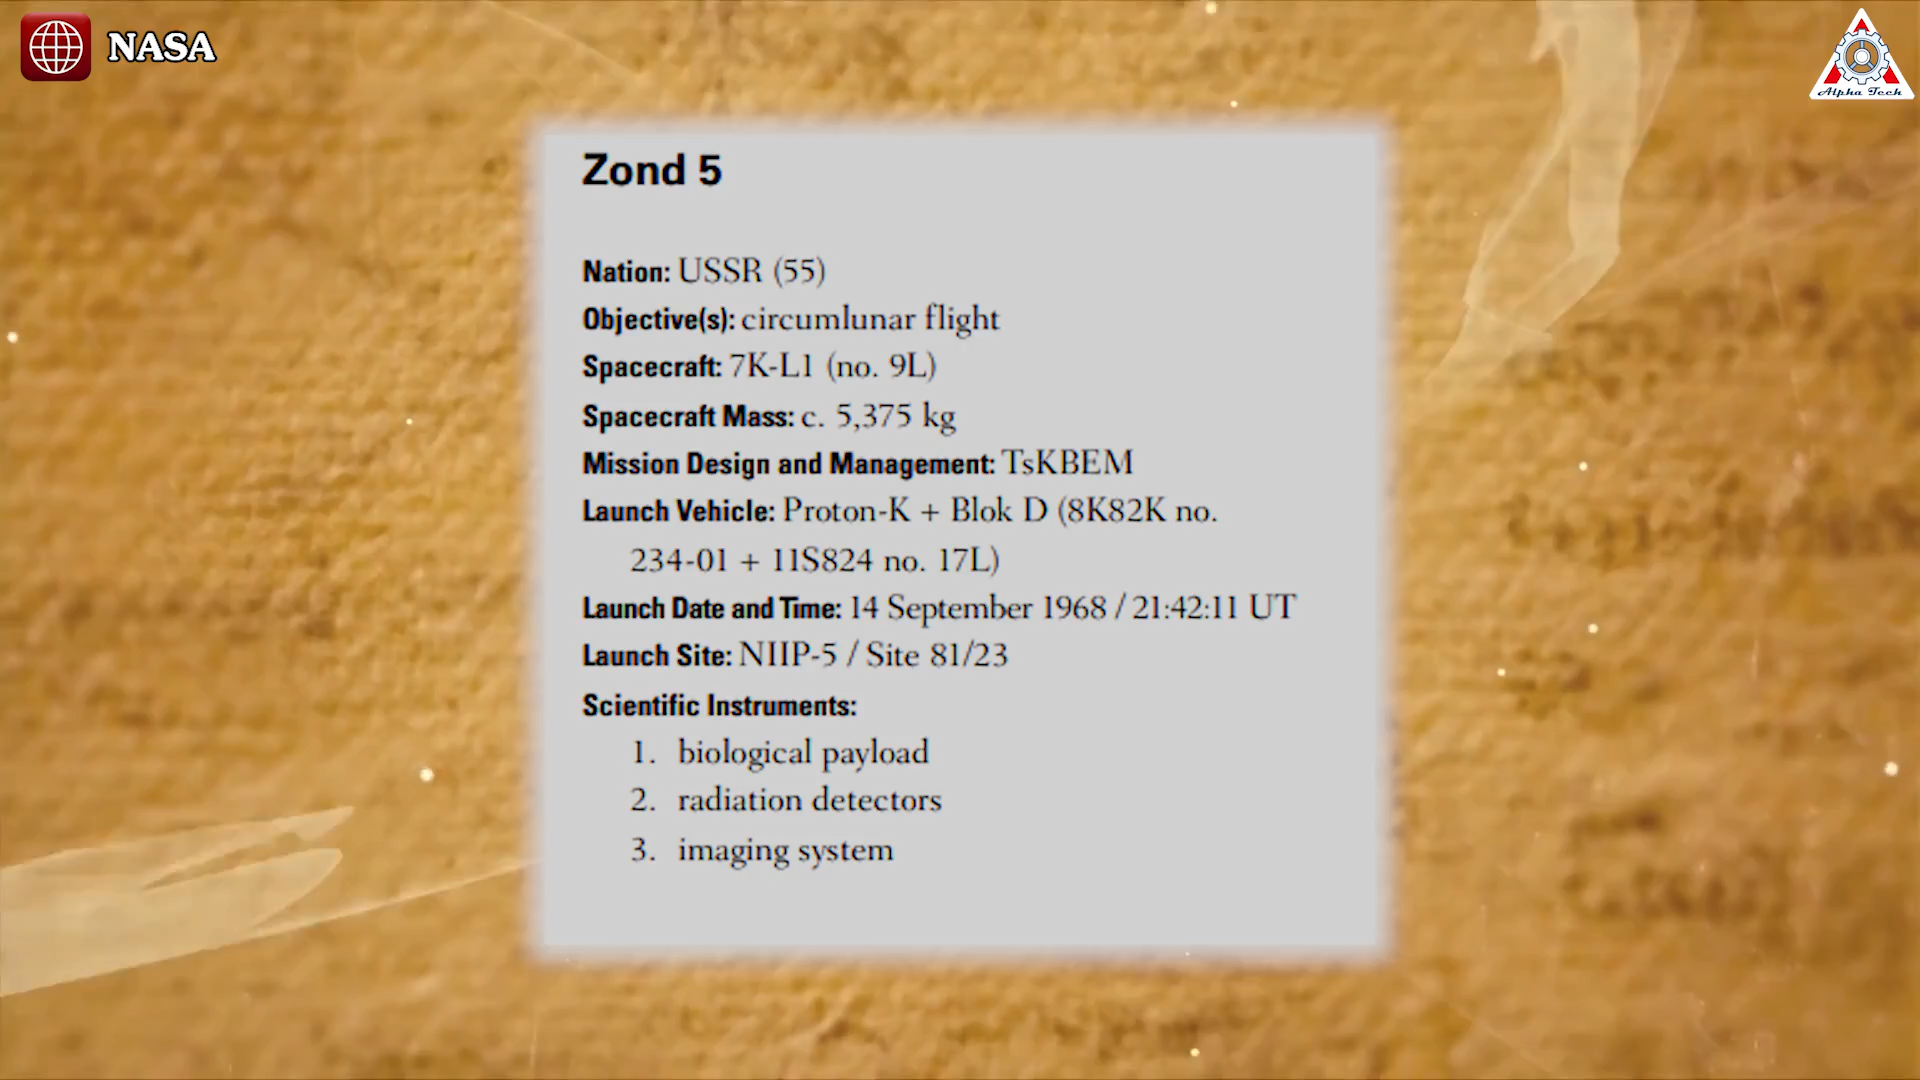 NASA
Alpha Tech
Zond 5
Nation: USSR (55)
Objective(s): circumlunar flight
Spacecraft: 7K-L1 (no. 9L)
Spacecraft Mass: c. 5,375 kg
Mission Design and Management: TsKBEM
Launch Vehicle: Proton-K + Blok D (8K82K no.
234-01 + 11S824 no. 17L)
Launch Date and Time: 14 September 1968 / 21:42:11 UT
Launch Site: NIIP-5 / Site 81/23
Scientific Instruments:
1. biological payload
2. radiation detectors
3. imaging system